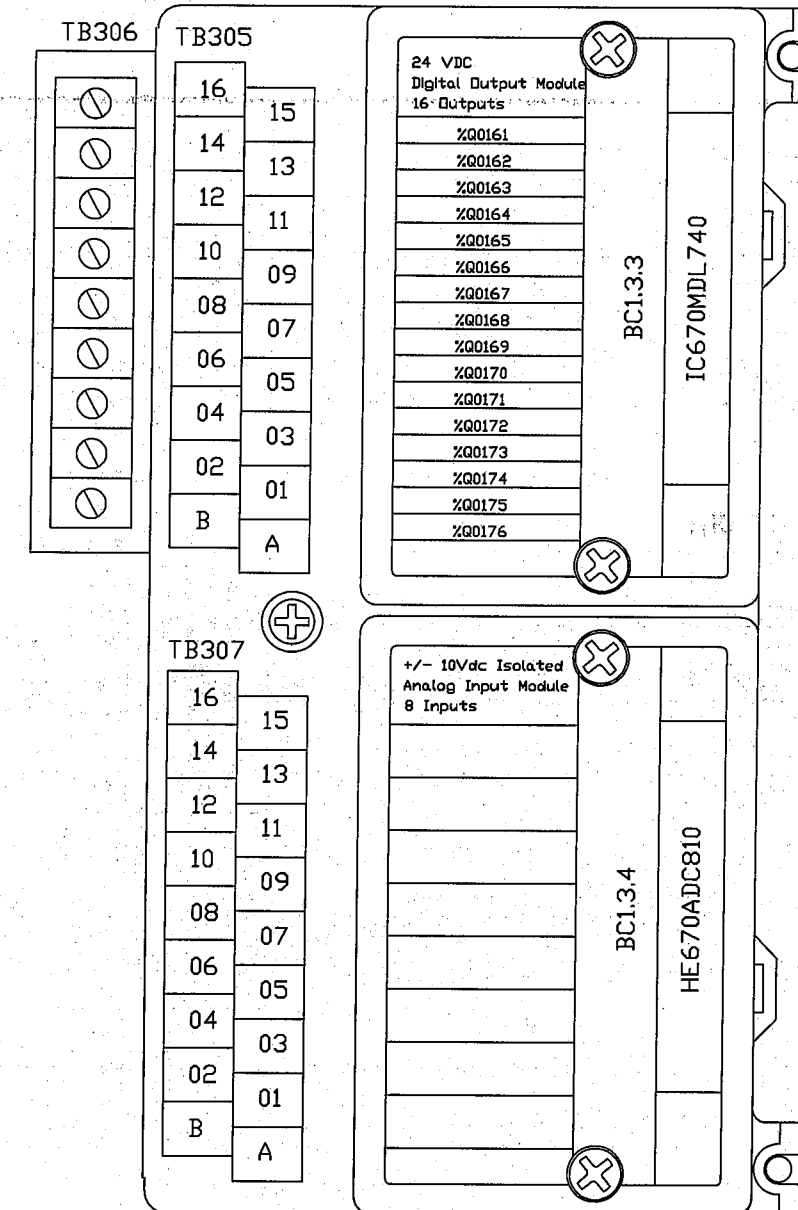 TB306
TB305
16
15
14
13
12
11
10
09
08
07
06
05
04
03
02
01
B
A
24 VDC
Digital Output Module
16 Outputs
%Q0161
%Q0162
%Q0163
%Q0164
%Q0165
%Q0166
%Q0167
%Q0168
%Q0169
%Q0170
%Q0171
%Q0172
%Q0173
%Q0174
%Q0175
%Q0176
BC1.3.3
IC670MDL740
TB307
16
15
14
13
12
11
10
09
08
07
06
05
04
03
02
01
B
A
+/- 10Vdc Isolated
Analog Input Module
8 Inputs
BC1.3.4
HE670ADC810